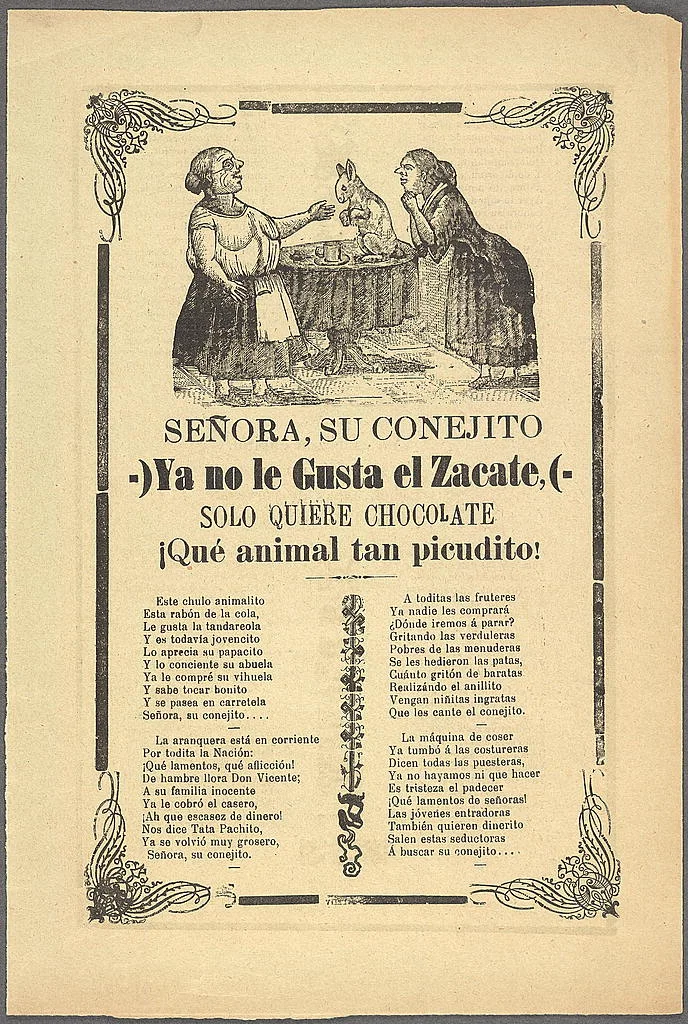 SEÑORA, SU CONEJITO
-)Ya no le Gusta el Zacate,(-
SOLO QUIERE CHOCOLATE
¡Qué animal tan picudito!
Este chulo animalito
Esta rabón de la cola,
Le gusta la tandareola
Y es todavía jovencito
Lo aprecia su papacito
Y lo conciente su abuela
Ya le compré su vihuela
Y sabe tocar bonito
Y se pasea en carretela
Señora, su conejito....
La aranquera está en corriente
Por todita la Nación:
¡Qué lamentos, qué aflicción!
De hambre llora Don Vicente;
A su familia inocente
Ya le cobró el casero,
¡Ah que escasez de dinero!
Nos dice Tata Pachito,
Ya se volvió muy grosero,
Señora, su conejito.
A toditas las fruteres
Ya nadie les comprará
¿Dónde iremos á parar?
Gritando las verduleras
Pobres de las menuderas
Se les hedieron las patas,
Cuánto gritón de baratas
Realizándo el anillito
Vengan niñitas ingratas
Que les cante el conejito.
La máquina de coser
Ya tumbó á las costureras
Dicen todas las puesteras,
Ya no hayamos ni que hacer
Es tristeza el padecer
¡Qué lamentos de señoras!
Las jóvenes entradoras
También quieren dinerito
Salen estas seductoras
Á buscar su conejito....